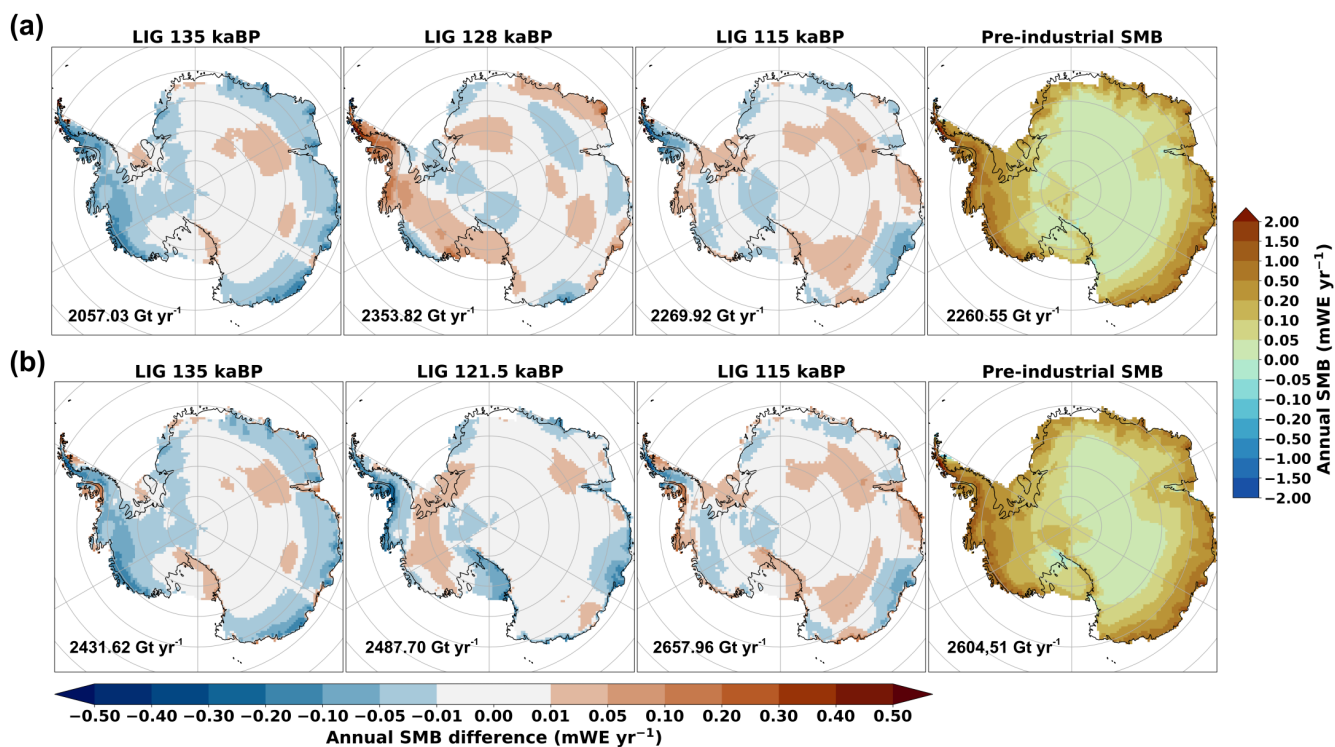 (a)
LIG 135 kaBP
LIG 128 kaBP
LIG 115 kaBP
Pre-industrial SMB
2057.03 Gt yr⁻¹
2353.82 Gt yr⁻¹
2269.92 Gt yr⁻¹
2260.55 Gt yr⁻¹
(b)
LIG 135 kaBP
LIG 121.5 kaBP
LIG 115 kaBP
Pre-industrial SMB
2431.62 Gt yr⁻¹
2487.70 Gt yr⁻¹
2657.96 Gt yr⁻¹
2604,51 Gt yr⁻¹
2.00
1.50
1.00
0.50
0.20
0.10
0.05
0.00
−0.05
−0.10
−0.20
−0.50
−1.00
−1.50
−2.00
Annual SMB (mWE yr⁻¹)
−0.50 −0.40 −0.30 −0.20 −0.10 −0.05 −0.01 0.00 0.01 0.05 0.10 0.20 0.30 0.40 0.50
Annual SMB difference (mWE yr⁻¹)